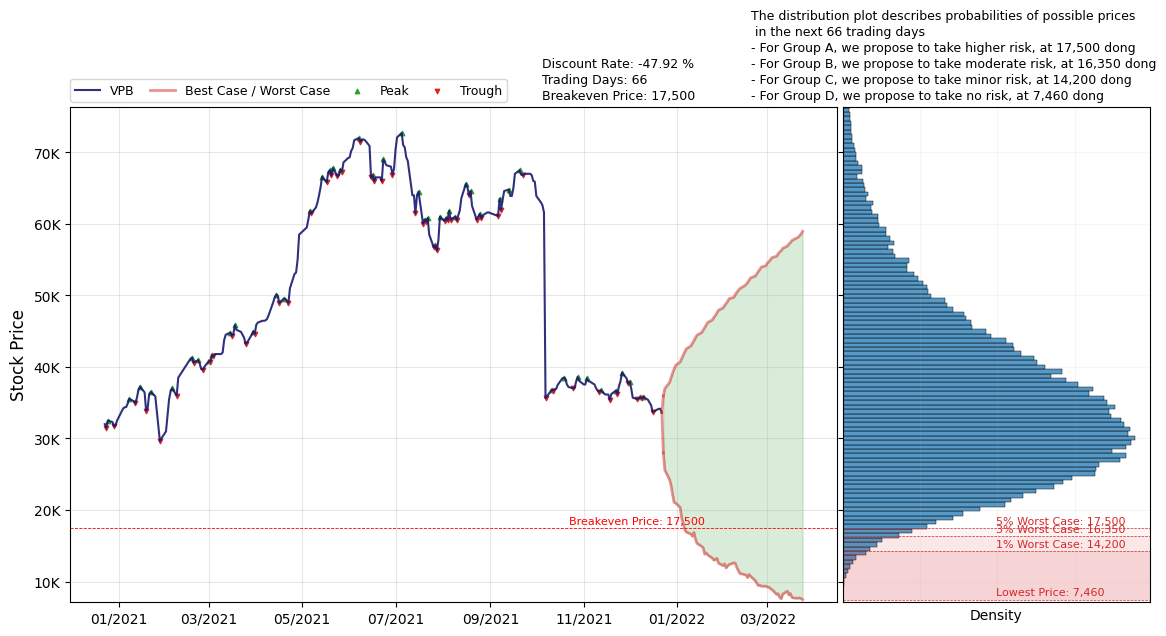 The distribution plot describes probabilities of possible prices
in the next 66 trading days
- For Group A, we propose to take higher risk, at 17,500 dong
- For Group B, we propose to take moderate risk, at 16,350 dong
- For Group C, we propose to take minor risk, at 14,200 dong
- For Group D, we propose to take no risk, at 7,460 dong
Discount Rate: -47.92 %
Trading Days: 66
Breakeven Price: 17,500
VPB
Best Case / Worst Case
Peak
Trough
Stock Price
70K
60K
50K
40K
30K
20K
10K
Breakeven Price: 17,500
5% Worst Case: 17,500
3% Worst Case: 16,350
1% Worst Case: 14,200
Lowest Price: 7,460
01/2021
03/2021
05/2021
07/2021
09/2021
11/2021
01/2022
03/2022
Density